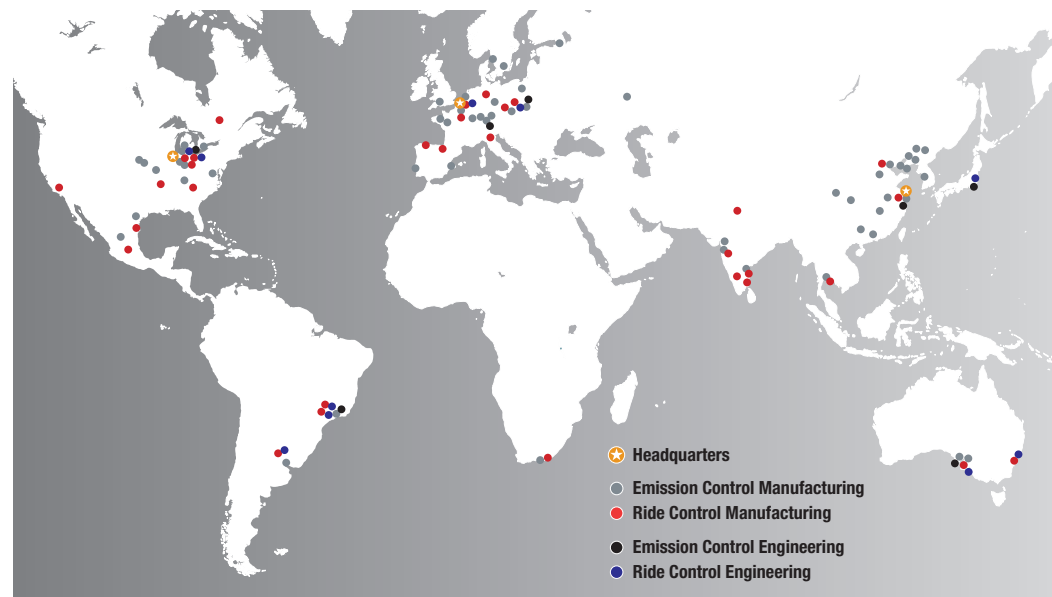 Headquarters
Emission Control Manufacturing
Ride Control Manufacturing
Emission Control Engineering
Ride Control Engineering